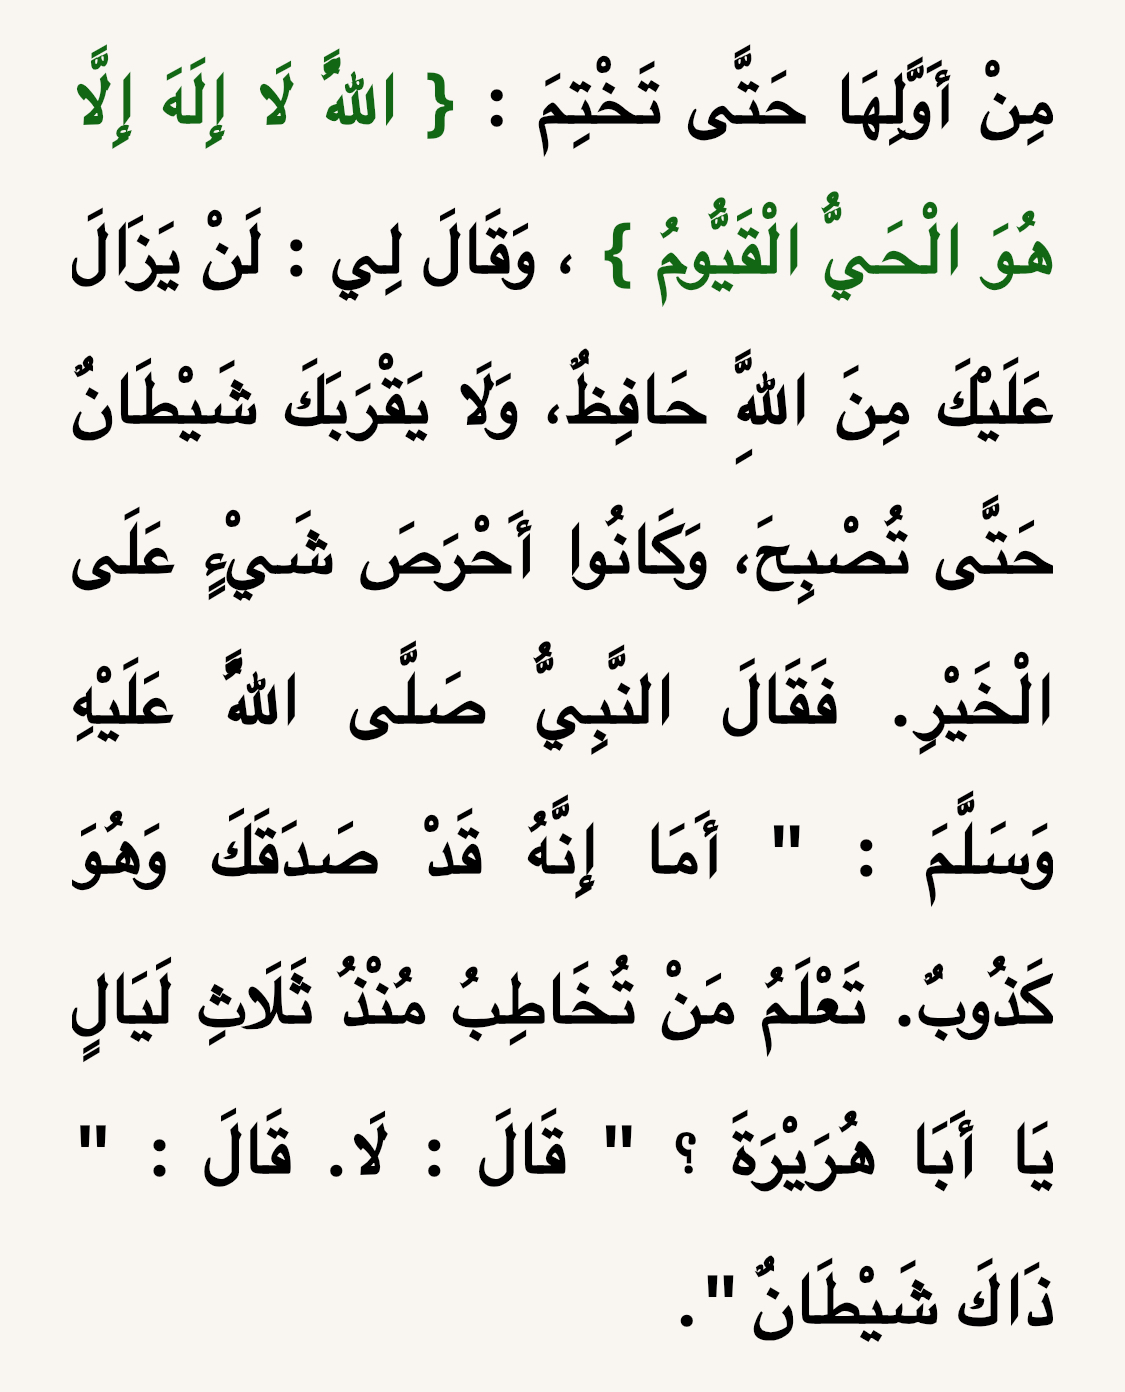 مِنْ أَوَّلِهَا حَتَّى تَخْتِمَ : { اللَّهُ لَا إِلَهَ إِلَّا
هُوَ الْحَيُّ الْقَيُّومُ } ، وَقَالَ لِي : لَنْ يَزَالَ
عَلَيْكَ مِنَ اللَّهِ حَافِظٌ، وَلَا يَقْرَبَكَ شَيْطَانٌ
حَتَّى تُصْبِحَ، وَكَانُوا أَحْرَصَ شَيْءٍ عَلَى
الْخَيْرِ. فَقَالَ النَّبِيُّ صَلَّى اللَّهُ عَلَيْهِ
وَسَلَّمَ : " أَمَا إِنَّهُ قَدْ صَدَقَكَ وَهُوَ
كَذُوبٌ. تَعْلَمُ مَنْ تُخَاطِبُ مُنْذُ ثَلَاثِ لَيَالٍ
يَا أَبَا هُرَيْرَةَ ؟ " قَالَ : لَا. قَالَ : "
ذَاكَ شَيْطَانٌ ".